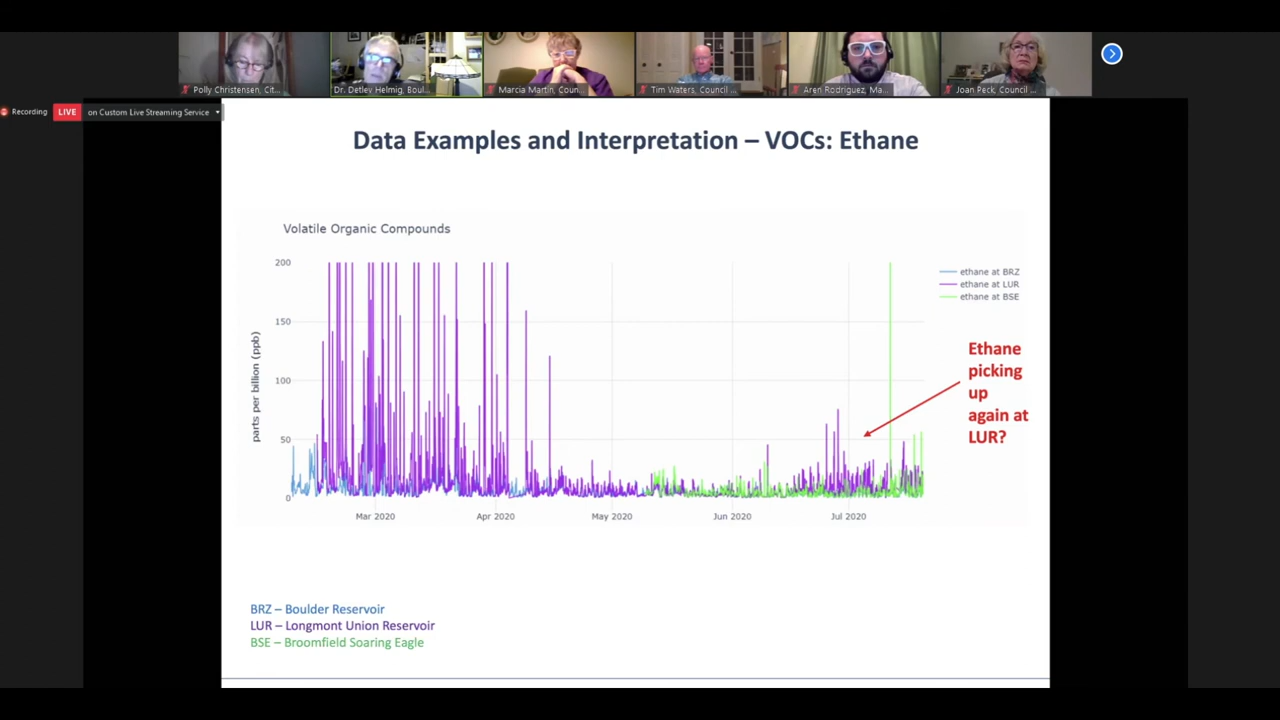 Polly Christensen, Cit...
Dr. Detlev Helmig, Boul...
Marcia Martin, Coun...
Tim Waters, Council ...
Aren Rodriguez, Ma...
Joan Peck, Council ...
Recording
LIVE
on Custom Live Streaming Service
Data Examples and Interpretation – VOCs: Ethane
Volatile Organic Compounds
200
150
100
50
0
parts per billion (ppb)
Mar 2020
Apr 2020
May 2020
Jun 2020
Jul 2020
ethane at BRZ
ethane at LUR
ethane at BSE
Ethane
picking
up
again at
LUR?
BRZ – Boulder Reservoir
LUR – Longmont Union Reservoir
BSE – Broomfield Soaring Eagle